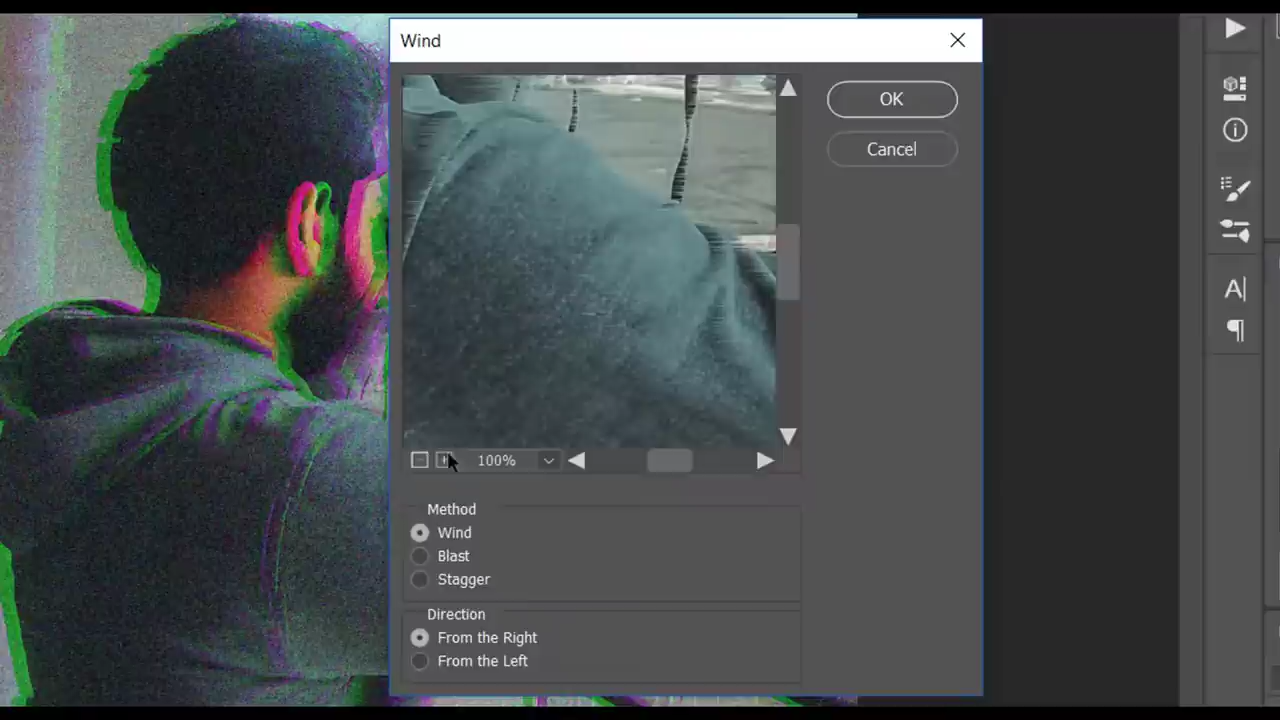 Wind
OK
Cancel
100%
Method
Wind
Blast
Stagger
Direction
From the Right
From the Left